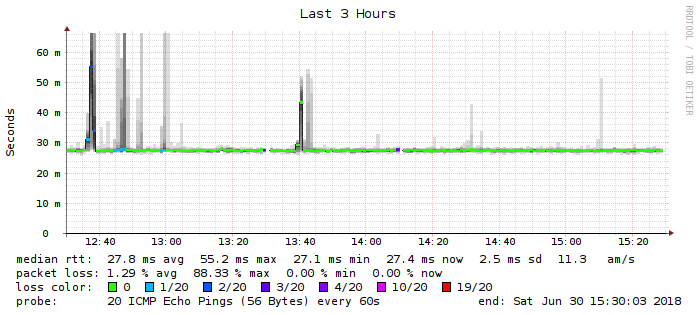 Last 3 Hours
RRDTOOL / TOBI OETIKER
Seconds
60 m
50 m
40 m
30 m
20 m
10 m
0
12:40 13:00 13:20 13:40 14:00 14:20 14:40 15:00 15:20
median rtt: 27.8 ms avg 55.2 ms max 27.1 ms min 27.4 ms now 2.5 ms sd 11.3 am/s
packet loss: 1.29 % avg 88.33 % max 0.00 % min 0.00 % now
loss color: 0 1/20 2/20 3/20 4/20 10/20 19/20
probe: 20 ICMP Echo Pings (56 Bytes) every 60s end: Sat Jun 30 15:30:03 2018